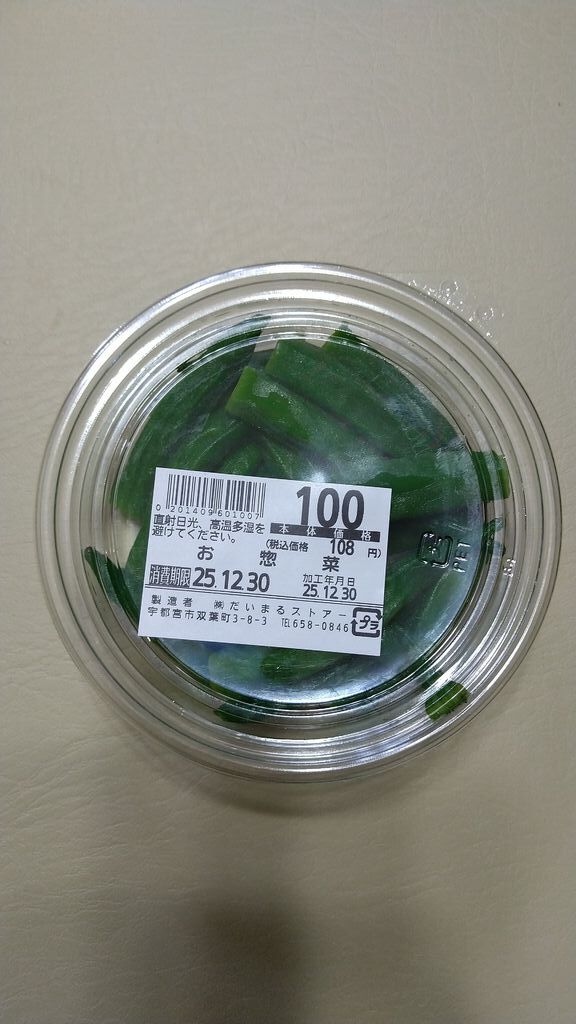 0 201409 601007
100
本体価格
直射日光、高温多湿を
避けてください。
(税込価格 108 円)
お惣菜
消費期限 25.12.30
加工年月日
25.12.30
製造者 ㈱だいまるストアー
宇都宮市双葉町3-8-3 TEL658-0846
プラ
PET